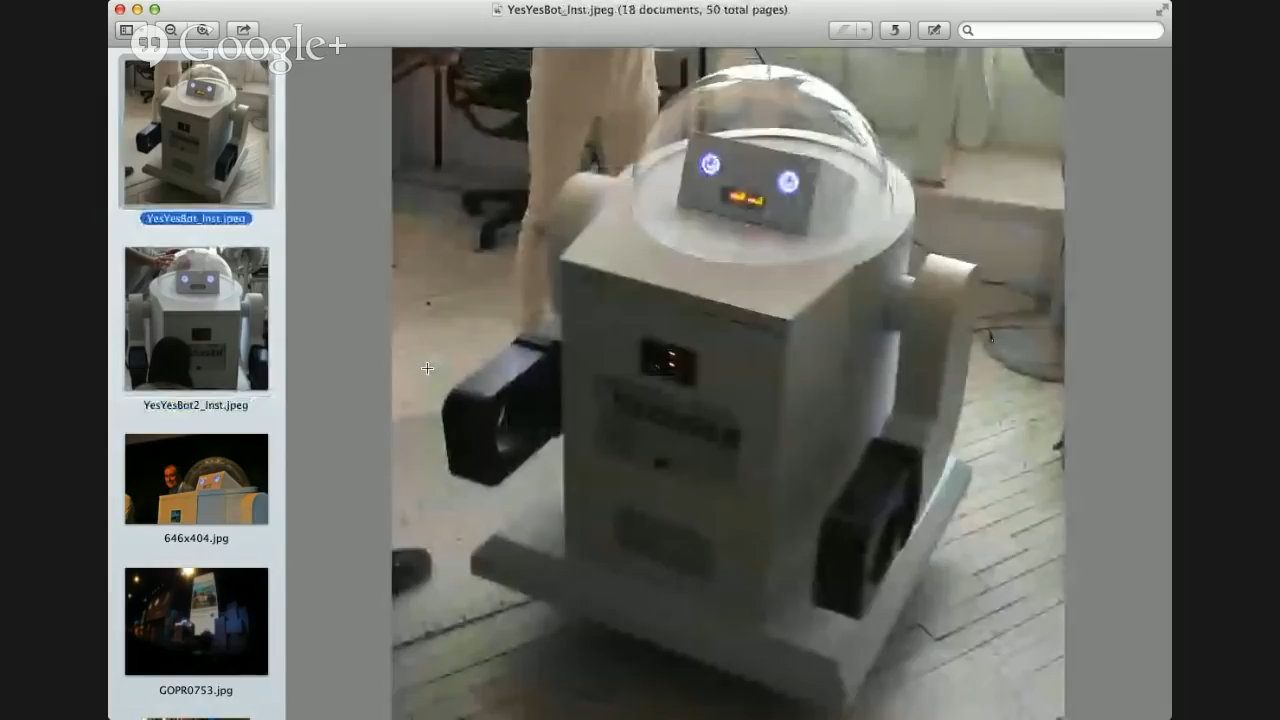 YesYesBot_Inst.jpeg (18 documents, 50 total pages)
Google+
YesYesBot_Inst.jpeg
YesYesBot2_Inst.jpeg
646x404.jpg
GOPR0753.jpg